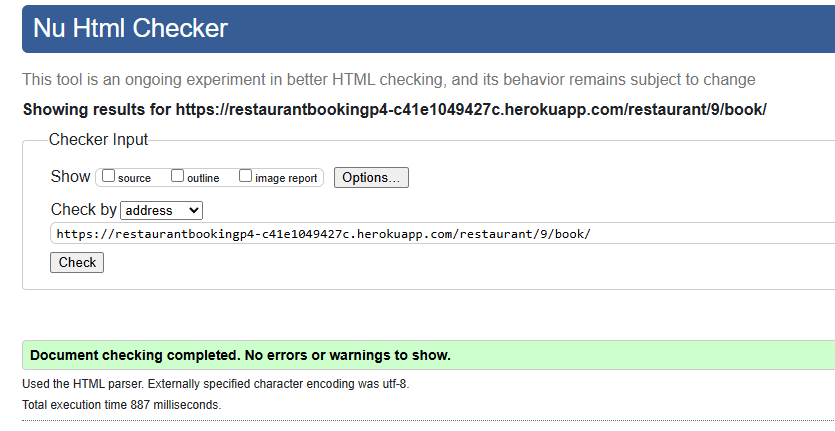 Nu Html Checker
This tool is an ongoing experiment in better HTML checking, and its behavior remains subject to change
Showing results for https://restaurantbookingp4-c41e1049427c.herokuapp.com/restaurant/9/book/
Checker Input
Show source outline image report Options...
Check by address
https://restaurantbookingp4-c41e1049427c.herokuapp.com/restaurant/9/book/
Check
Document checking completed. No errors or warnings to show.
Used the HTML parser. Externally specified character encoding was utf-8.
Total execution time 887 milliseconds.